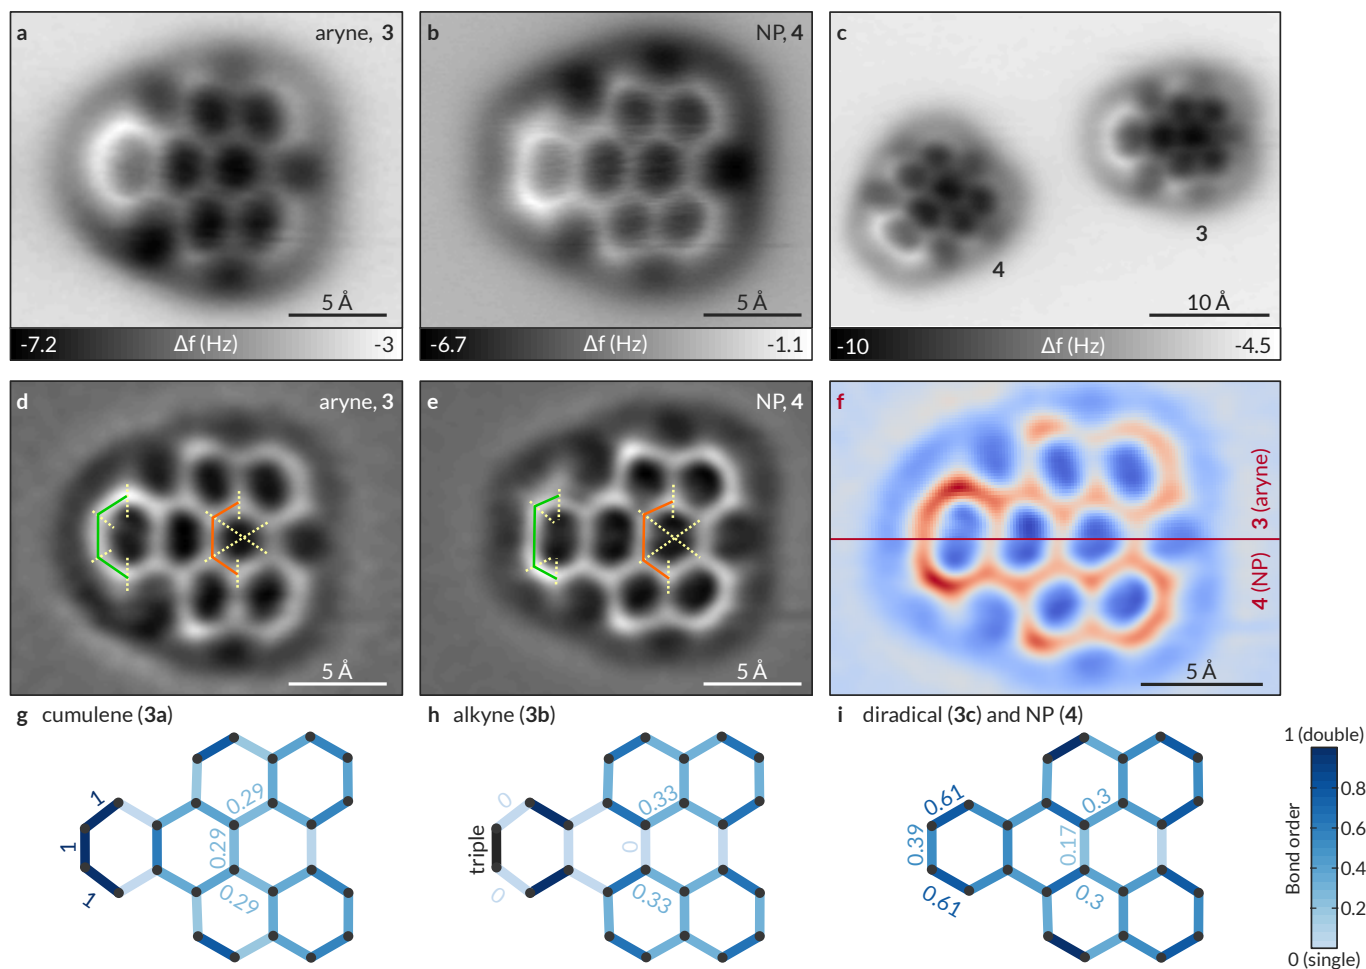 a aryne, 3
5 Å
-7.2 Δf (Hz) -3
b NP, 4
5 Å
-6.7 Δf (Hz) -1.1
c
3
4
10 Å
-10 Δf (Hz) -4.5
d aryne, 3
5 Å
e NP, 4
5 Å
f
3 (aryne)
4 (NP)
5 Å
g cumulene (3a)
1
1
1
0.29
0.29
0.29
h alkyne (3b)
0
triple
0
0.33
0
0.33
i diradical (3c) and NP (4)
0.61
0.39
0.61
0.3
0.17
0.3
1 (double)
0.8
0.6
0.4
0.2
0 (single)
Bond order